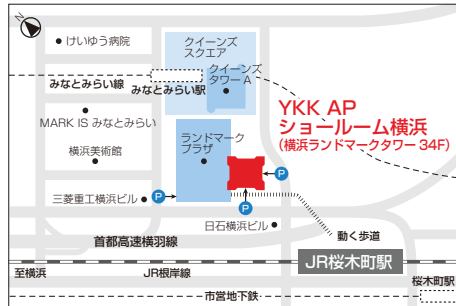 けいゆう病院
クイーンズ
スクエア
クイーンズ
タワーA
みなとみらい線
みなとみらい駅
MARK IS みなとみらい
YKK AP
ショールーム横浜
(横浜ランドマークタワー 34F)
横浜美術館
ランドマーク
プラザ
P
三菱重工横浜ビル
P
P
日石横浜ビル
首都高速横羽線
動く歩道
JR桜木町駅
至横浜
JR根岸線
桜木町駅
市営地下鉄